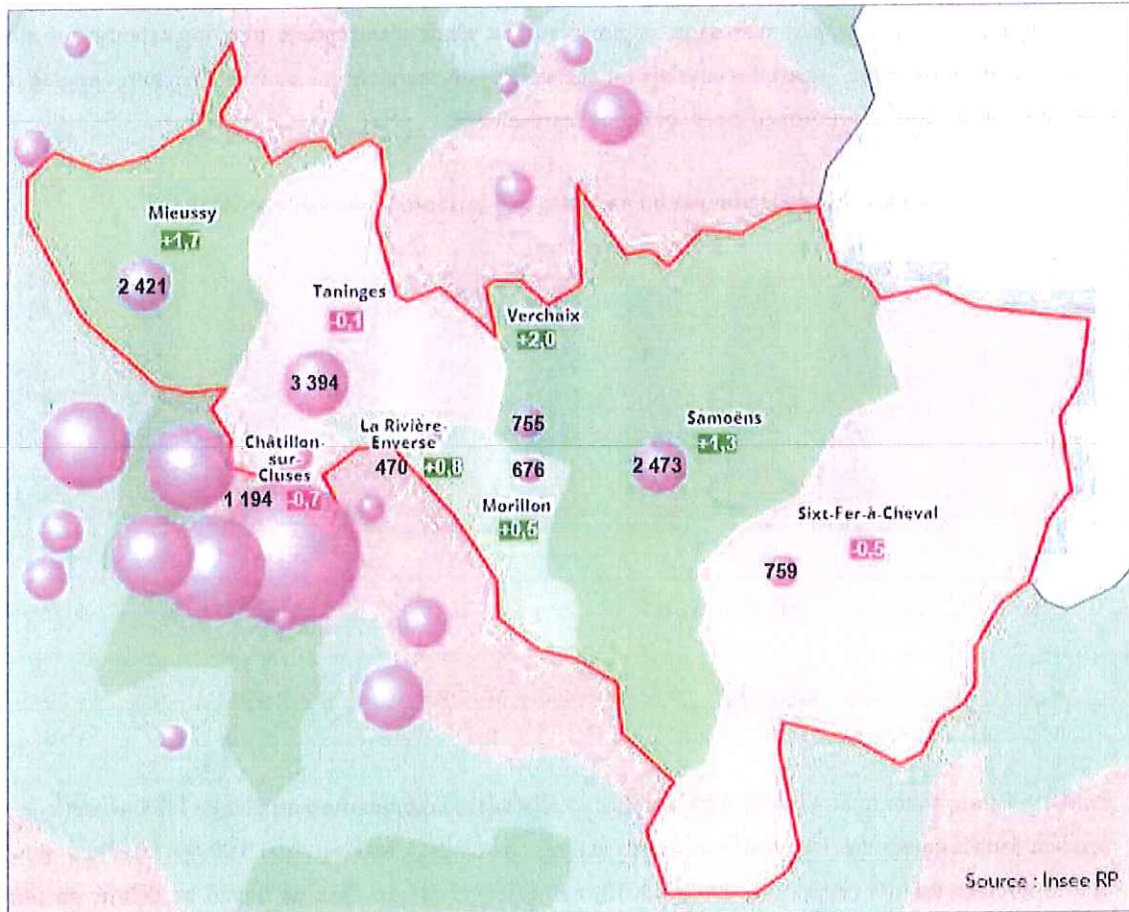 Mieussy
+1,7
2 421
Taninges
-0,1
3 394
Verchaix
+2,0
755
Samoëns
+1,3
2 473
La Rivière-
Enverse
470 +0,8
Châtillon-
sur-
Cluses
1 194 -0,7
676
Morillon
+0,5
Sixt-Fer-à-Cheval
-0,5
759
Source : Insee RP